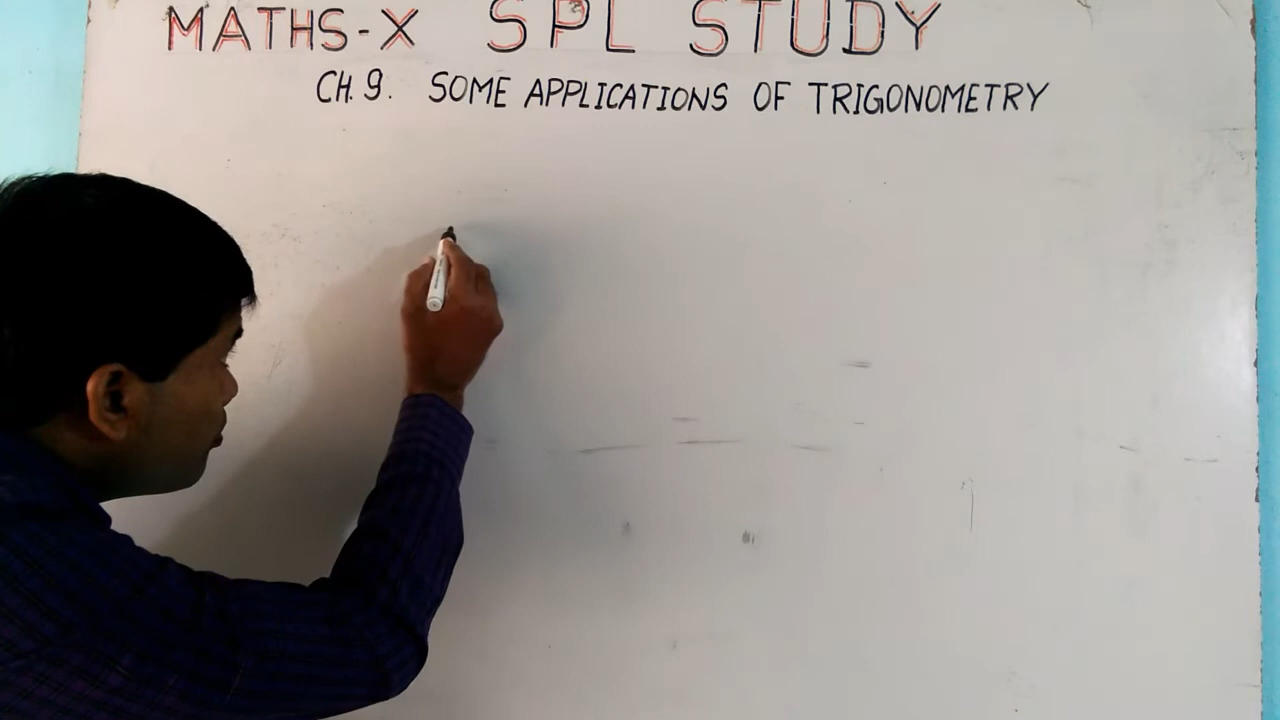 MATHS-X SPL STUDY
CH.9. SOME APPLICATIONS OF TRIGONOMETRY